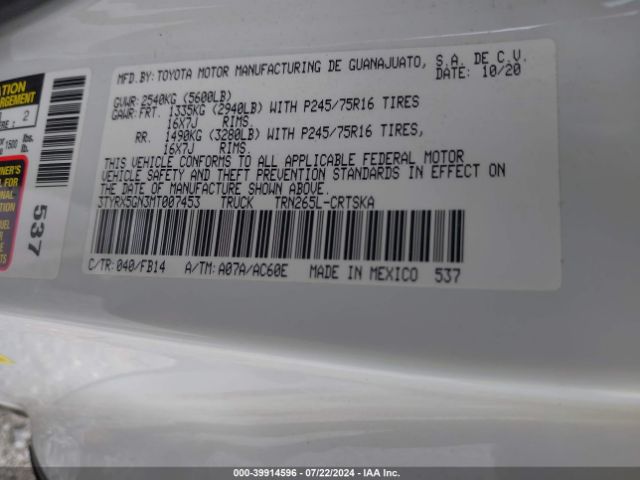 MFD.BY: TOYOTA MOTOR MANUFACTURING DE GUANAJUATO, S.A. DE C.V.
10/20
GVWR: 2540KG (5600LB)
GAWR: FRT. 1335KG (2940LB) WITH P245/75R16 TIRES
16X7J RIMS.
RR. 1490KG (3280LB) WITH P245/75R16 TIRES,
16X7J RIMS.
THIS VEHICLE CONFORMS TO ALL APPLICABLE FEDERAL MOTOR
VEHICLE SAFETY AND THEFT PREVENTION STANDARDS IN EFFECT ON
THE DATE OF MANUFACTURE SHOWN ABOVE.
3TYRX5GN3MT007453 TRUCK TRN265L-CRTSKA
C/TR: 040/FB14 A/TM: A07A/AC60E MADE IN MEXICO 537
2
1500 lbs.
537
000-39914596 - 07/22/2024 - IAA Inc.